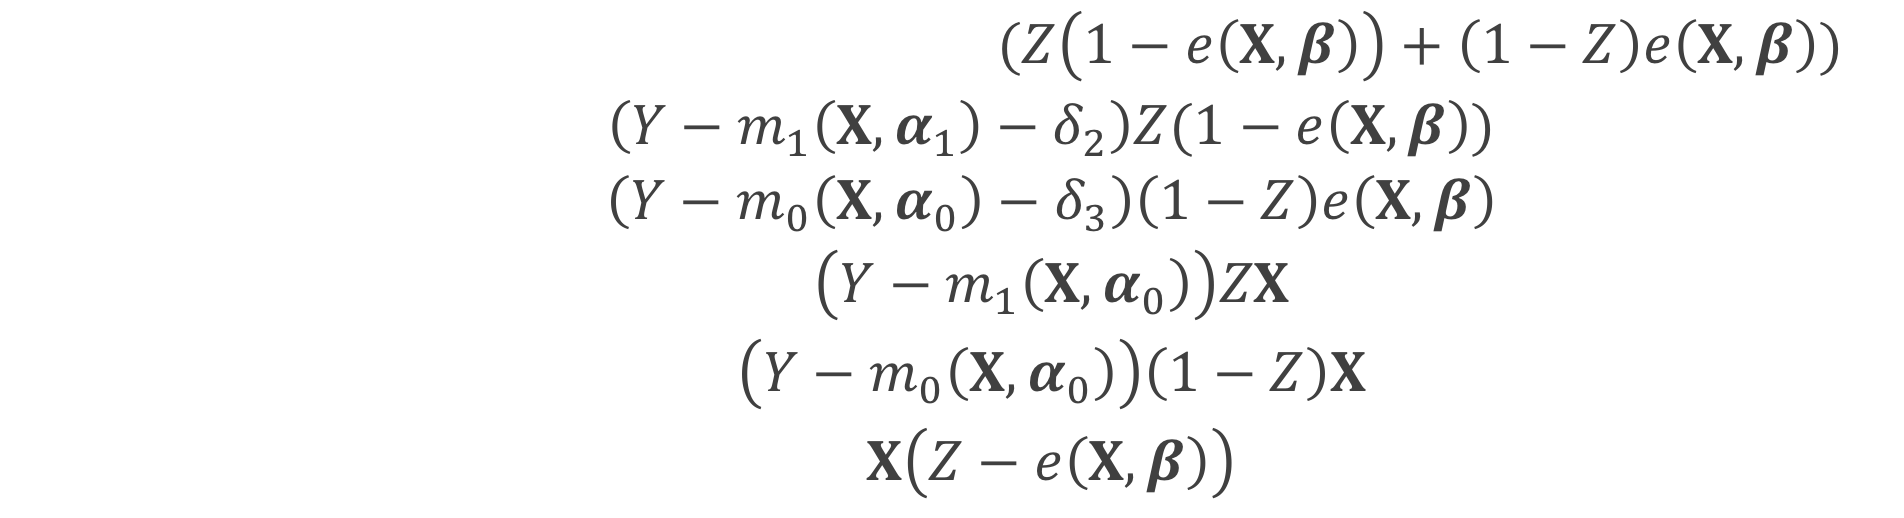 (Z(1 − e(X, β)) + (1 − Z)e(X, β))
(Y − m₁(X, α₁) − δ₂)Z(1 − e(X, β))
(Y − m₀(X, α₀) − δ₃)(1 − Z)e(X, β)
(Y − m₁(X, α₀))ZX
(Y − m₀(X, α₀))(1 − Z)X
X(Z − e(X, β))